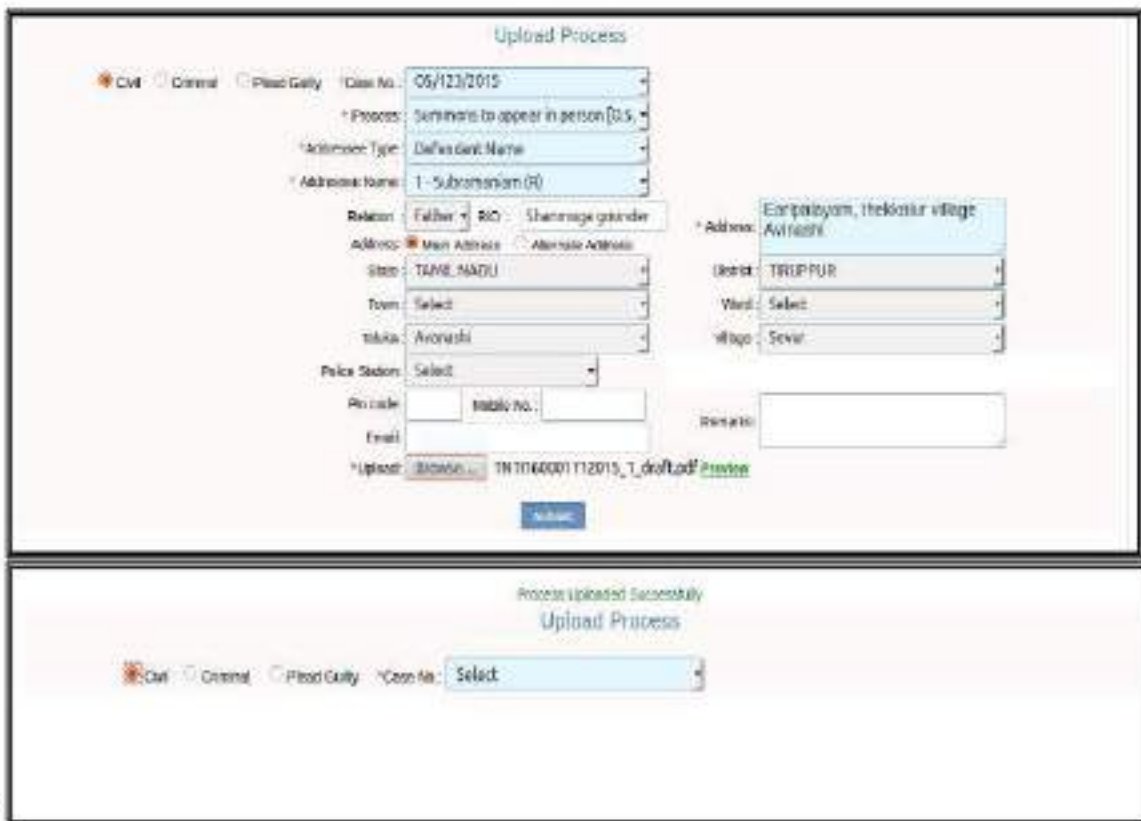 Upload Process
Civil Criminal Plead Guilty *Case No.: OS/123/2015
* Process: Summons to appear in person [O.S.
*Addressee Type: Defendant Name
* Addressee Name: 1 - Subramaniam (R)
Relation : Father R/O : Shanmuga gounder
* Address:
village
Avinashi
Address: Main Address Alternate Address
State : TAMIL NADU District : TIRUPPUR
Town : Select Ward : Select
Taluka : Avonashi Village : Sevur
Police Station: Select
Pin code: Mobile No. : Remarks:
Email:
*Upload: Browse... draft.pdf Preview
Submit
Process Uploaded Successfully
Upload Process
Civil Criminal Plead Guilty *Case No.: Select